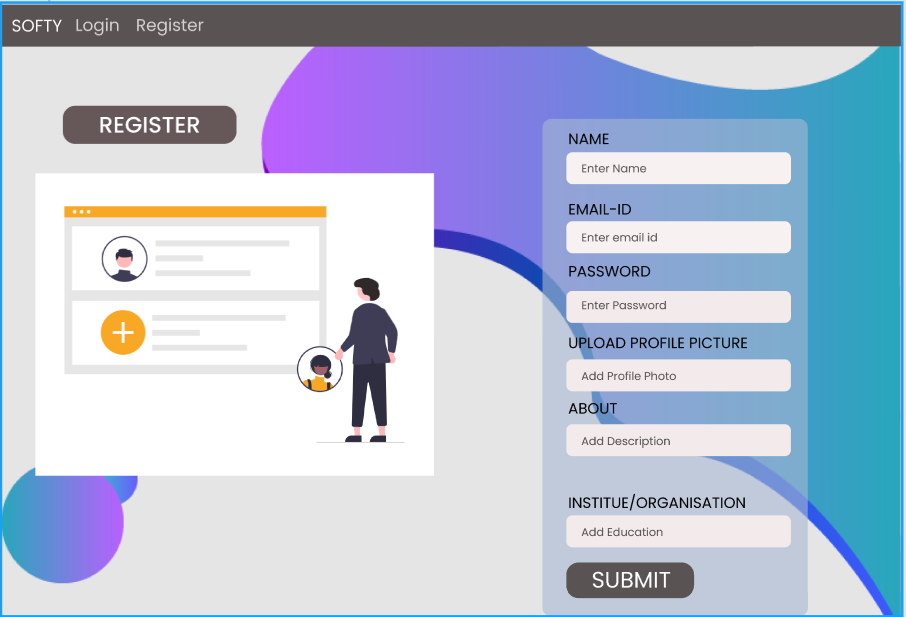 SOFTY Login Register
REGISTER
NAME
Enter Name
EMAIL-ID
Enter email id
PASSWORD
Enter Password
UPLOAD PROFILE PICTURE
Add Profile Photo
ABOUT
Add Description
INSTITUE/ORGANISATION
Add Education
SUBMIT